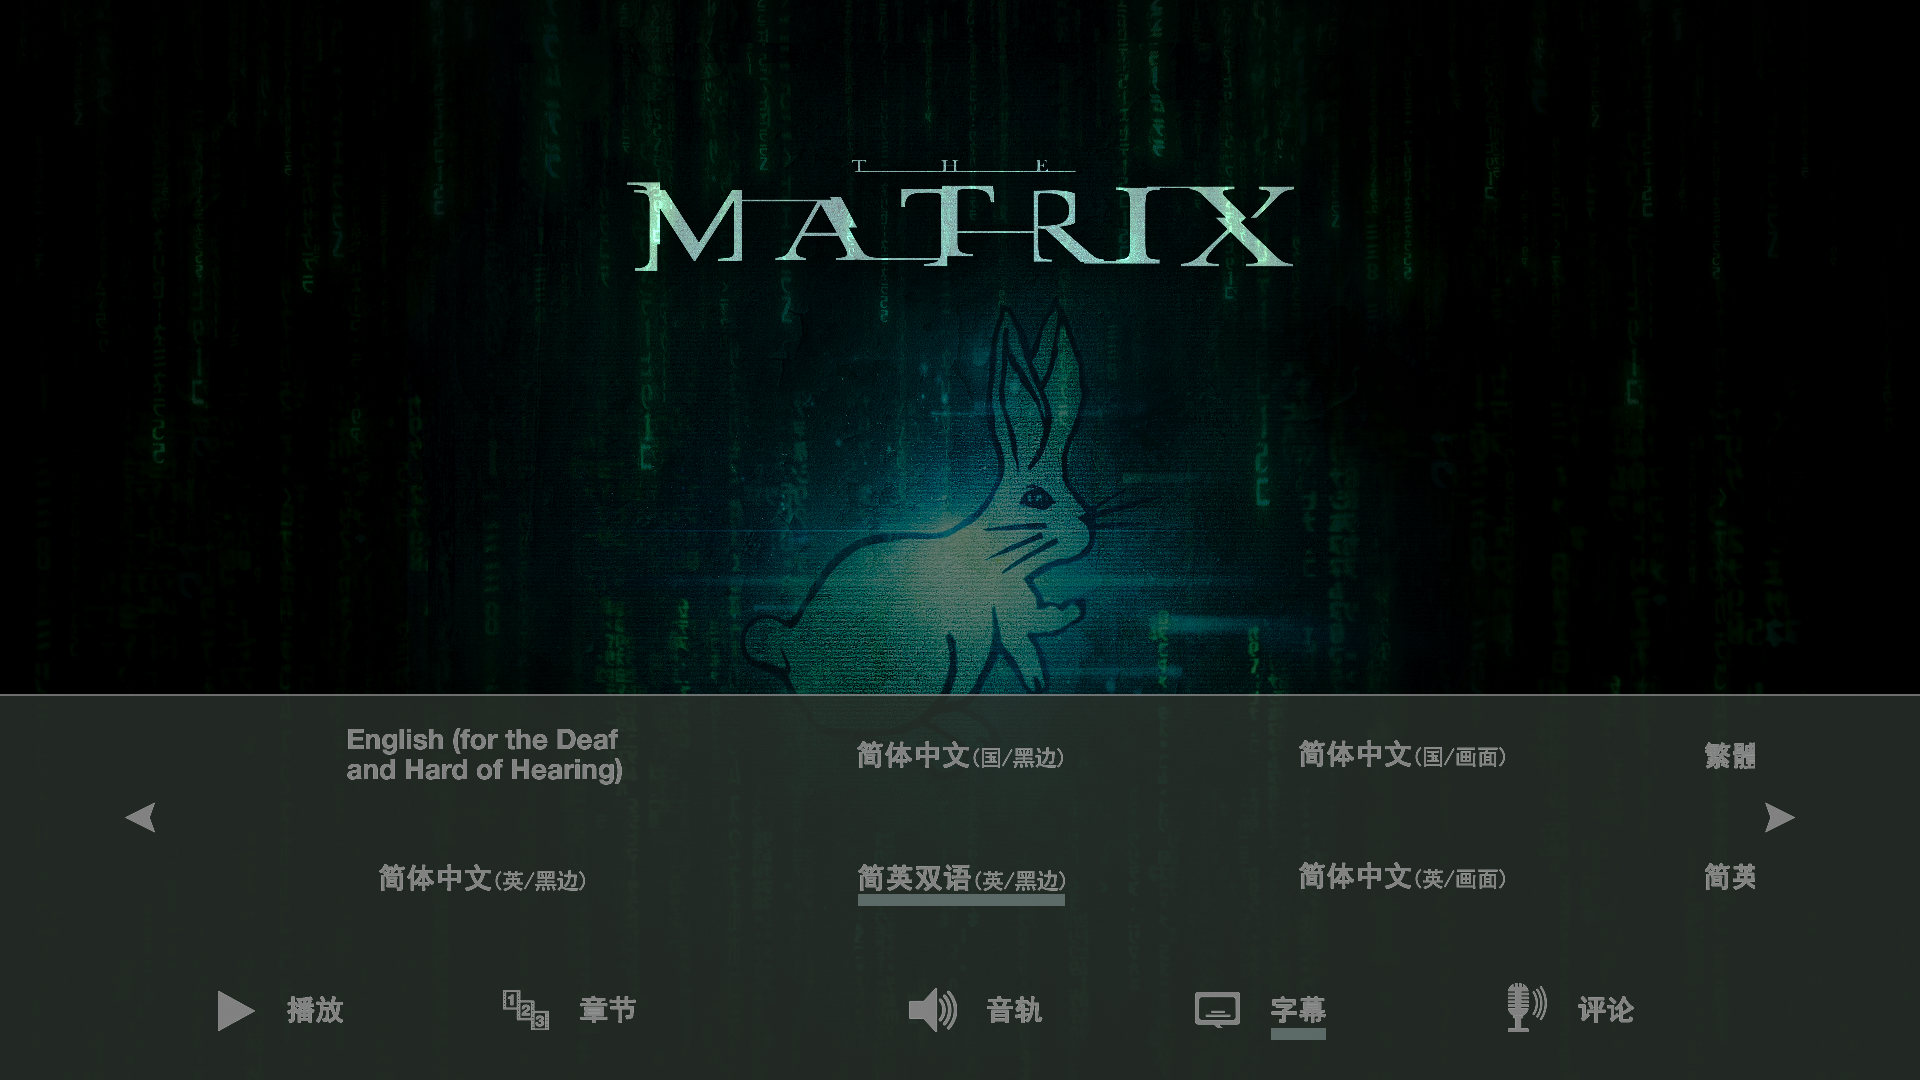 THE
MATRIX
English (for the Deaf
and Hard of Hearing)
简体中文(国/黑边)
简体中文(国/画面)
繁體
简体中文(英/黑边)
简英双语(英/黑边)
简体中文(英/画面)
简英
播放
123
章节
音轨
字幕
评论